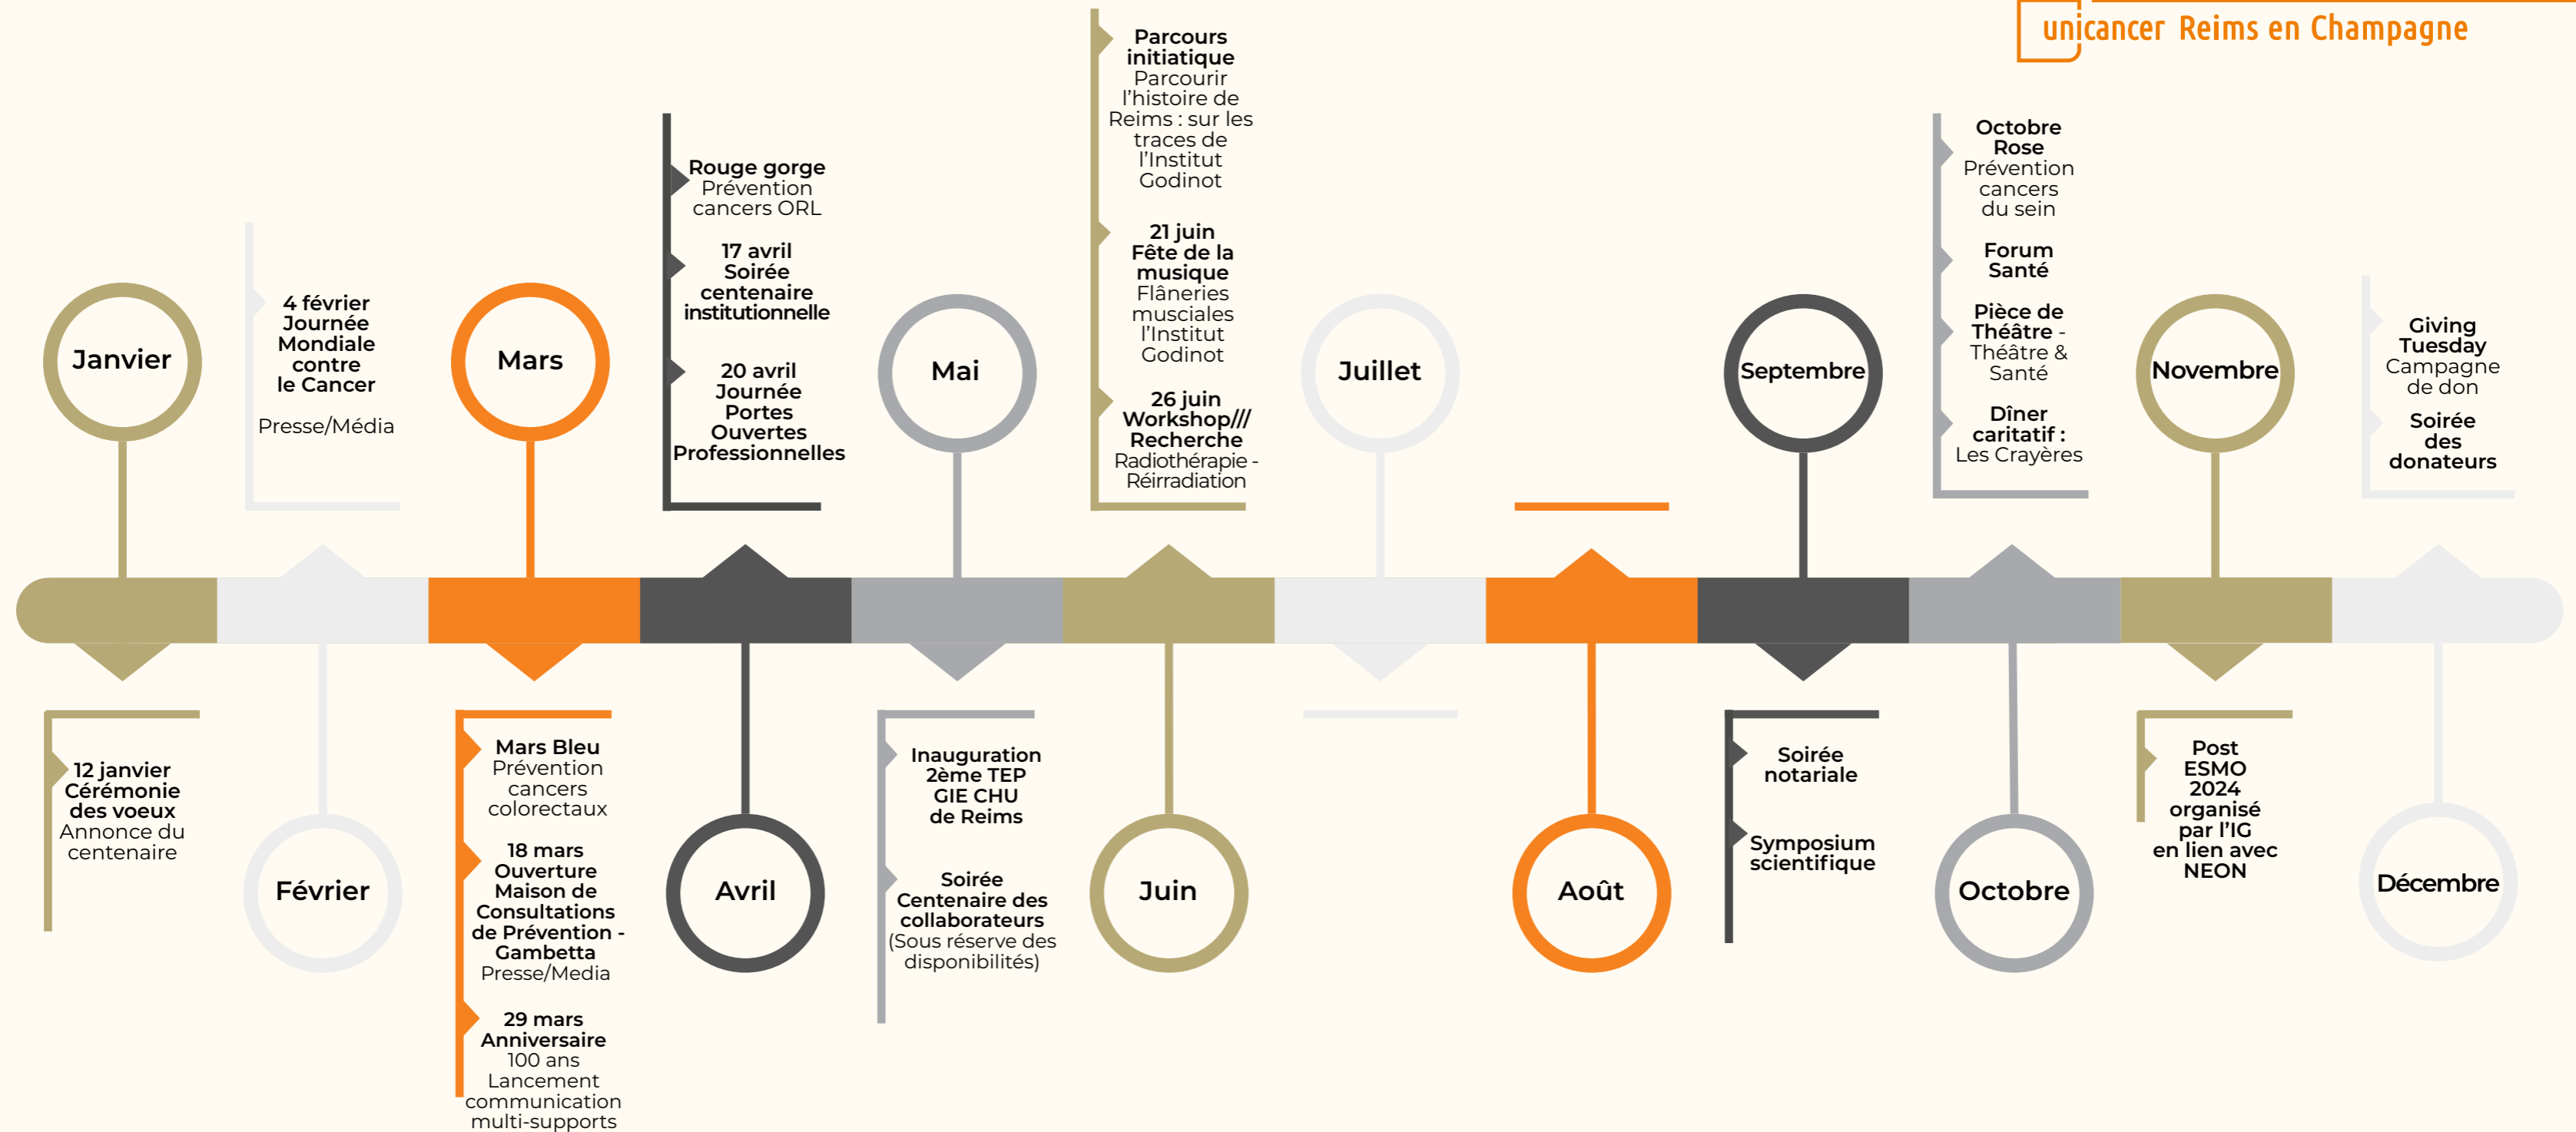 unicancer Reims en Champagne
Janvier
12 janvier
Cérémonie
des voeux
Annonce du
centenaire
4 février
Journée
Mondiale
contre
le Cancer
Presse/Média
Février
Mars
Mars Bleu
Prévention
cancers
colorectaux
18 mars
Ouverture
Maison de
Consultations
de Prévention -
Gambetta
Presse/Media
29 mars
Anniversaire
100 ans
Lancement
communication
multi-supports
Rouge gorge
Prévention
cancers ORL
17 avril
Soirée
centenaire
institutionnelle
20 avril
Journée
Portes
Ouvertes
Professionnelles
Avril
Mai
Inauguration
2ème TEP
GIE CHU
de Reims
Soirée
Centenaire des
collaborateurs
(Sous réserve des
disponibilités)
Parcours
initiatique
Parcourir
l'histoire de
Reims : sur les
traces de
l'Institut
Godinot
21 juin
Fête de la
musique
Flâneries
musciales
l'Institut
Godinot
26 juin
Workshop///
Recherche
Radiothérapie -
Réirradiation
Juin
Juillet
Août
Septembre
Soirée
notariale
Symposium
scientifique
Octobre
Rose
Prévention
cancers
du sein
Forum
Santé
Pièce de
Théâtre -
Théâtre &
Santé
Dîner
caritatif :
Les Crayères
Octobre
Novembre
Post
ESMO
2024
organisé
par l'IG
en lien avec
NEON
Giving
Tuesday
Campagne
de don
Soirée
des
donateurs
Décembre